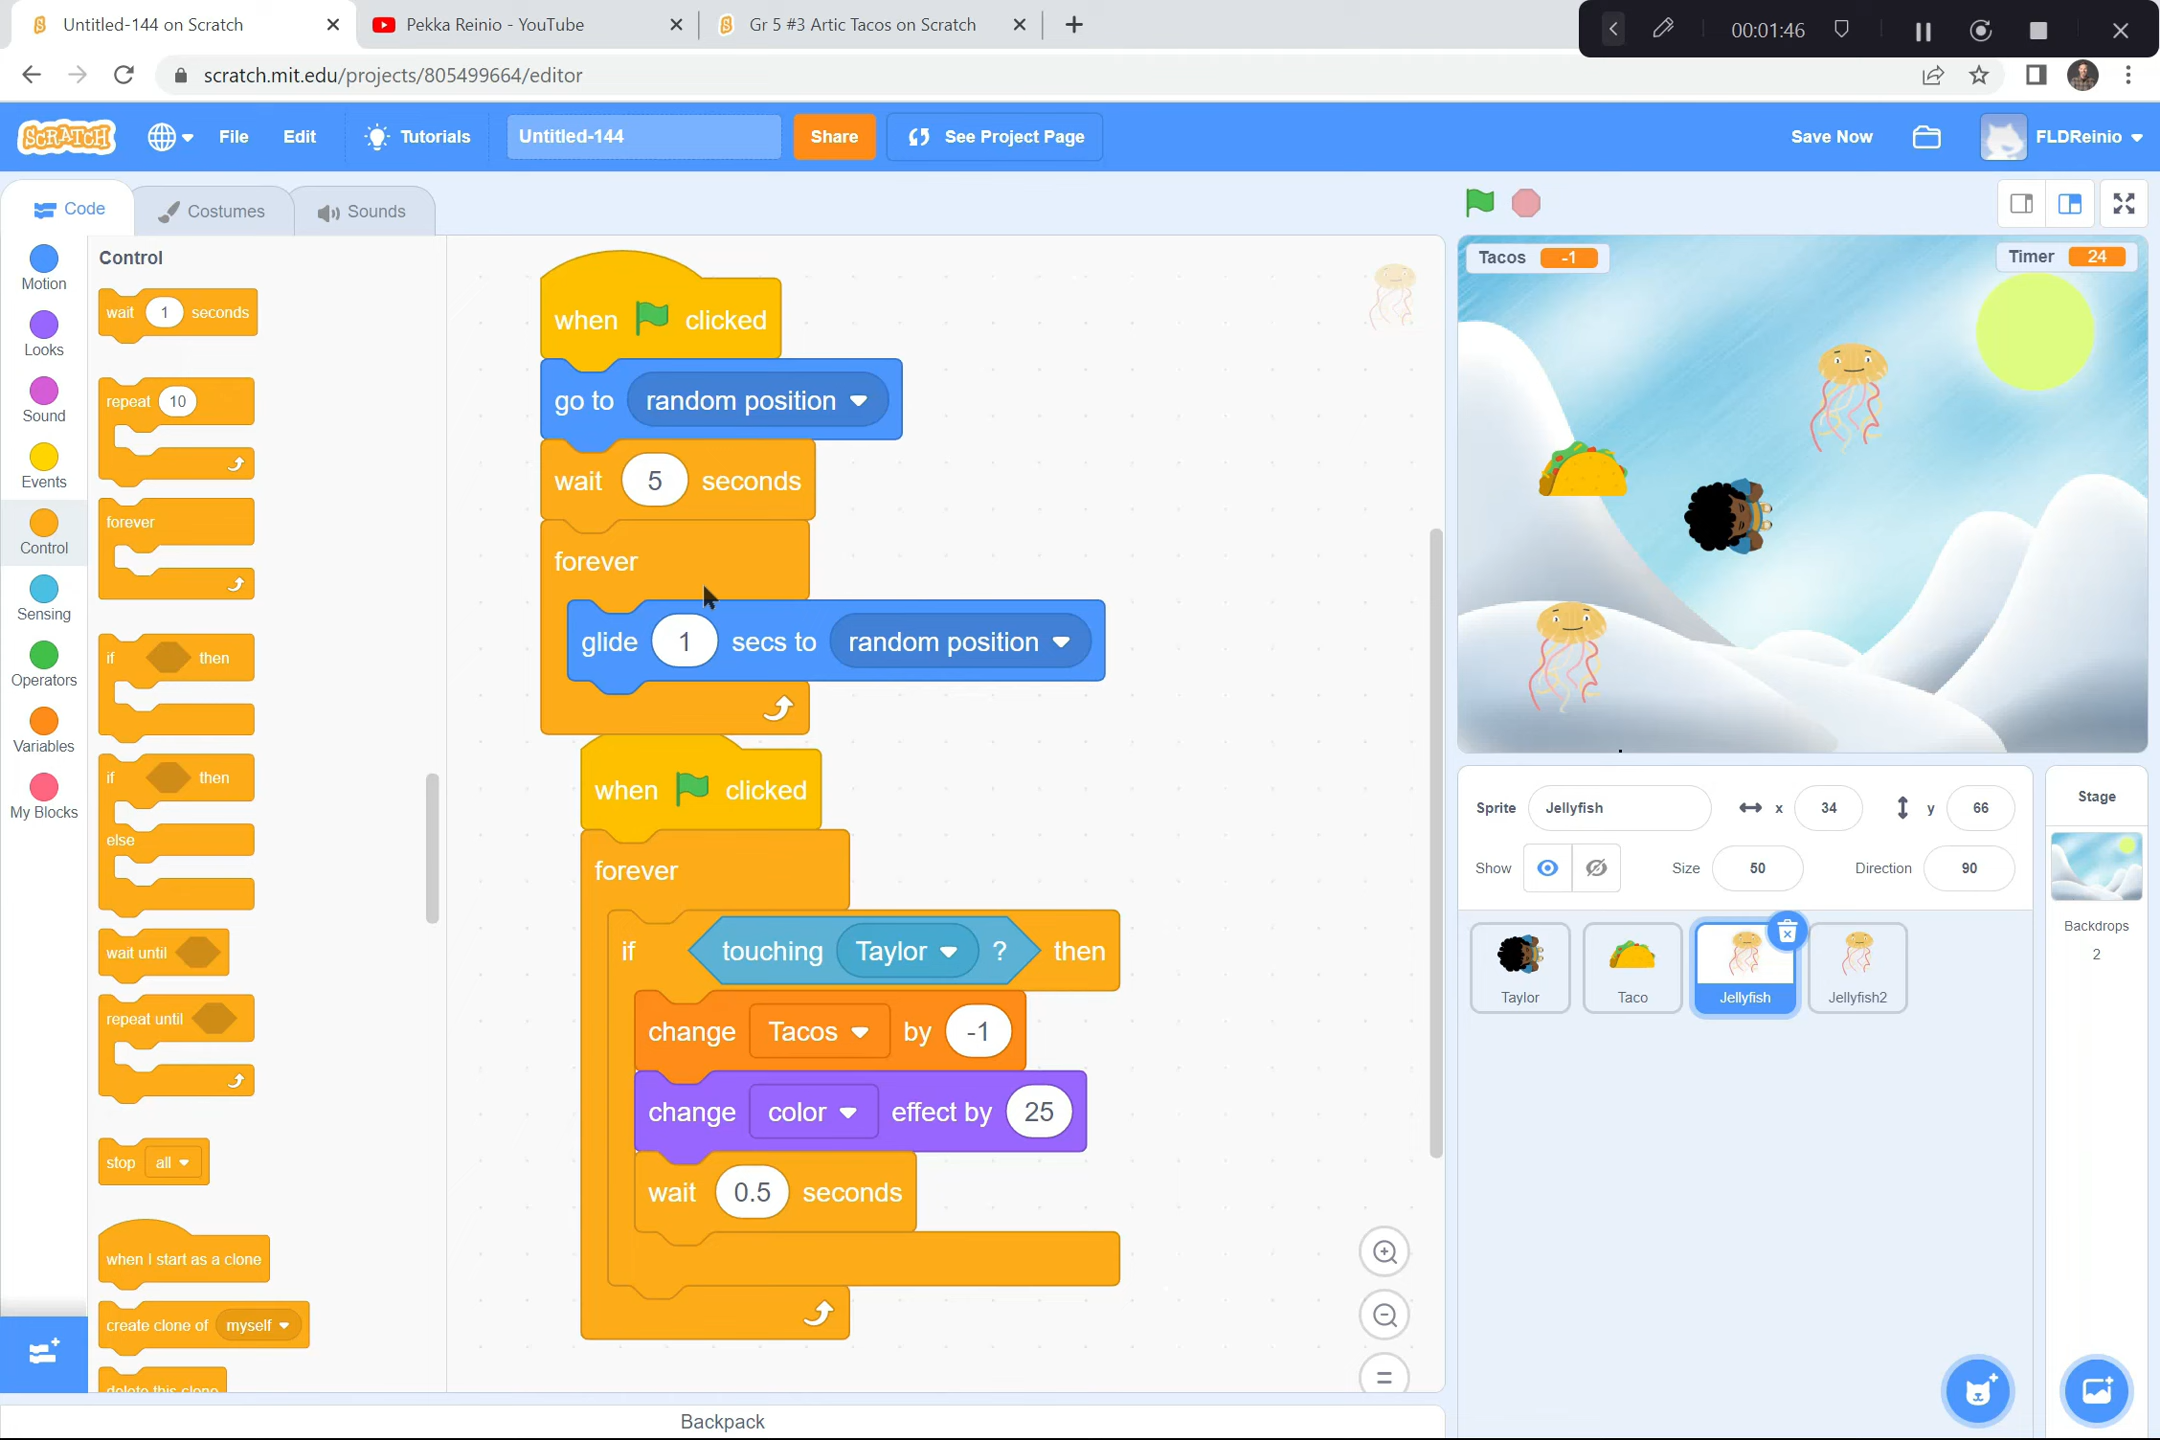 Untitled-144 on Scratch
Pekka Reinio - YouTube
Gr 5 #3 Artic Tacos on Scratch
00:01:46
scratch.mit.edu/projects/805499664/editor
SCRATCH
File
Edit
Tutorials
Untitled-144
Share
See Project Page
Save Now
FLDReinio
Code
Costumes
Sounds
Motion
Looks
Sound
Events
Control
Sensing
Operators
Variables
My Blocks
Control
wait 1 seconds
repeat 10
forever
if then
if then
else
wait until
repeat until
stop all
when I start as a clone
create clone of myself
delete this clone
when clicked
go to random position
wait 5 seconds
forever
glide 1 secs to random position
when clicked
forever
if touching Taylor ? then
change Tacos by -1
change color effect by 25
wait 0.5 seconds
Backpack
Tacos -1
Timer 24
Sprite Jellyfish x 34 y 66
Show Size 50 Direction 90
Taylor
Taco
Jellyfish
Jellyfish2
Stage
Backdrops
2